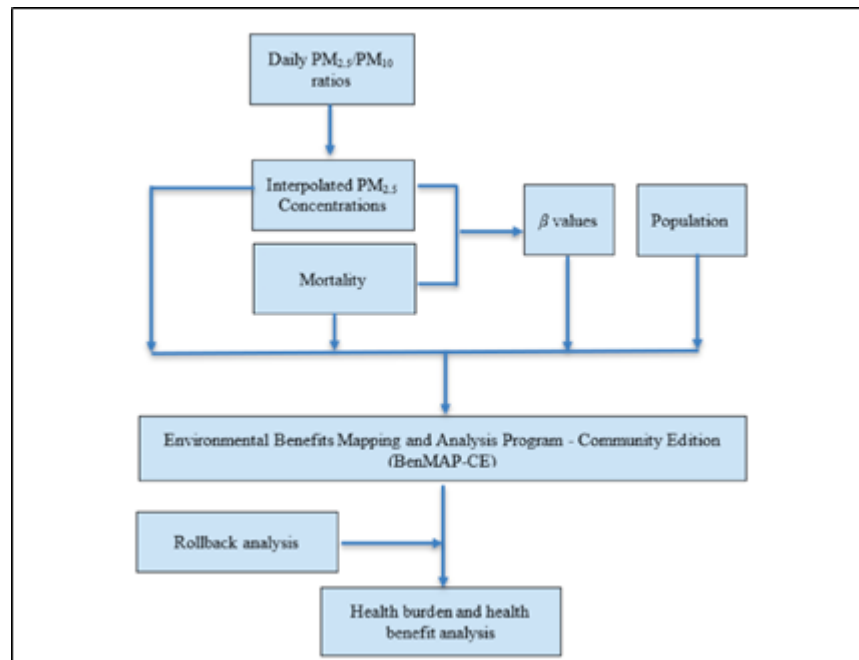 Daily PM₂.₅/PM₁₀
ratios
Interpolated PM₂.₅
Concentrations
β values
Population
Mortality
Environmental Benefits Mapping and Analysis Program - Community Edition
(BenMAP-CE)
Rollback analysis
Health burden and health
benefit analysis